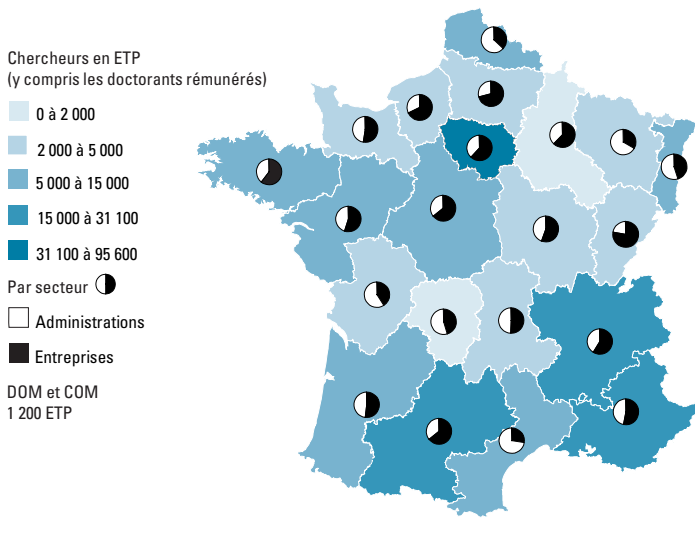 Chercheurs en ETP
(y compris les doctorants rémunérés)
0 à 2 000
2 000 à 5 000
5 000 à 15 000
15 000 à 31 100
31 100 à 95 600
Par secteur
Administrations
Entreprises
DOM et COM
1 200 ETP